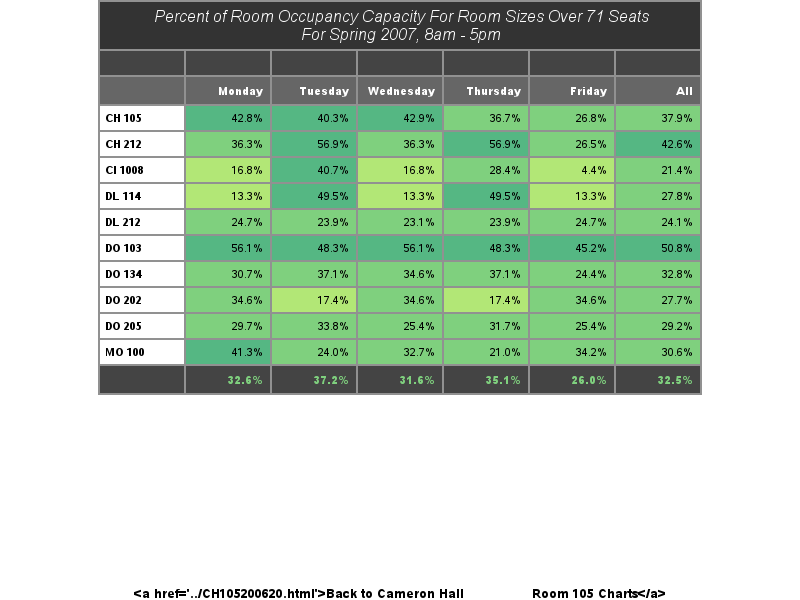 Percent of Room Occupancy Capacity For Room Sizes Over 71 Seats
For Spring 2007, 8am - 5pm
Monday Tuesday Wednesday Thursday Friday All
CH 105 42.8% 40.3% 42.9% 36.7% 26.8% 37.9%
CH 212 36.3% 56.9% 36.3% 56.9% 26.5% 42.6%
CI 1008 16.8% 40.7% 16.8% 28.4% 4.4% 21.4%
DL 114 13.3% 49.5% 13.3% 49.5% 13.3% 27.8%
DL 212 24.7% 23.9% 23.1% 23.9% 24.7% 24.1%
DO 103 56.1% 48.3% 56.1% 48.3% 45.2% 50.8%
DO 134 30.7% 37.1% 34.6% 37.1% 24.4% 32.8%
DO 202 34.6% 17.4% 34.6% 17.4% 34.6% 27.7%
DO 205 29.7% 33.8% 25.4% 31.7% 25.4% 29.2%
MO 100 41.3% 24.0% 32.7% 21.0% 34.2% 30.6%
32.6% 37.2% 31.6% 35.1% 26.0% 32.5%
<a href='../CH105200620.html'>Back to Cameron Hall Room 105 Charts</a>